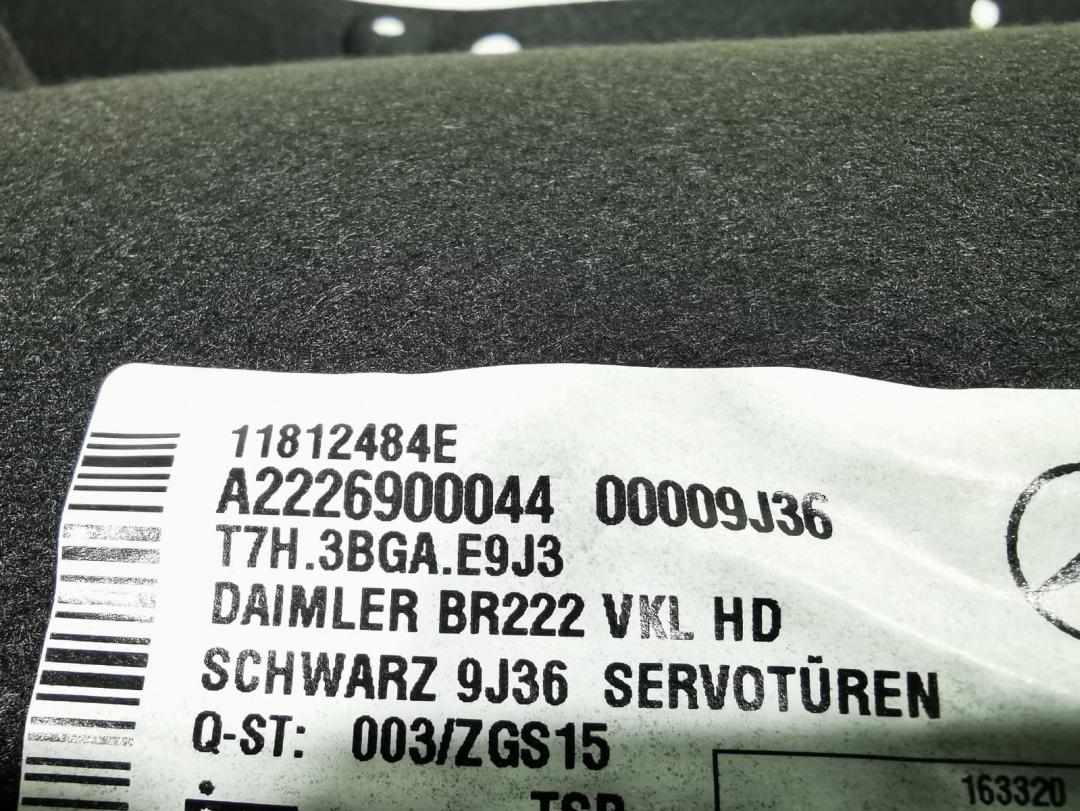 11812484E
A2226900044 00009J36
T7H.3BGA.E9J3
DAIMLER BR222 VKL HD
SCHWARZ 9J36 SERVOTÜREN
Q-ST: 003/ZGS15
163320